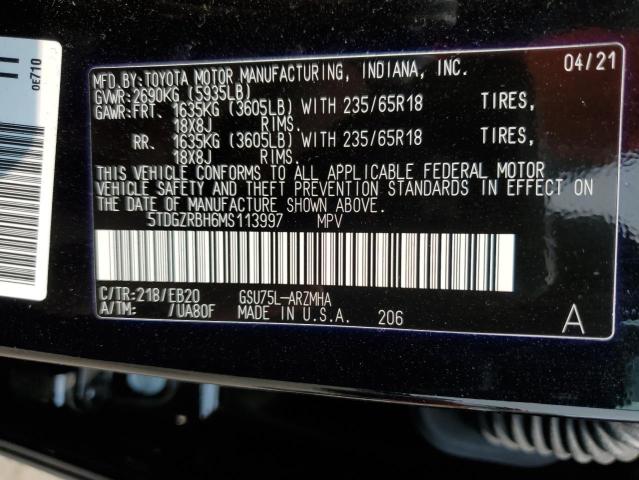 0E710
MFD.BY:TOYOTA MOTOR MANUFACTURING, INDIANA, INC. 04/21
GVWR:2690KG (5935LB)
GAWR:FRT. 1635KG (3605LB) WITH 235/65R18 TIRES,
18X8J RIMS.
RR. 1635KG (3605LB) WITH 235/65R18 TIRES,
18X8J RIMS.
THIS VEHICLE CONFORMS TO ALL APPLICABLE FEDERAL MOTOR
VEHICLE SAFETY AND THEFT PREVENTION STANDARDS IN EFFECT ON
THE DATE OF MANUFACTURE SHOWN ABOVE.
5TDGZRBH6MS113997 MPV
C/TR:218/EB20 GSU75L-ARZMHA
A/TM: /UA80F MADE IN U.S.A. 206 A